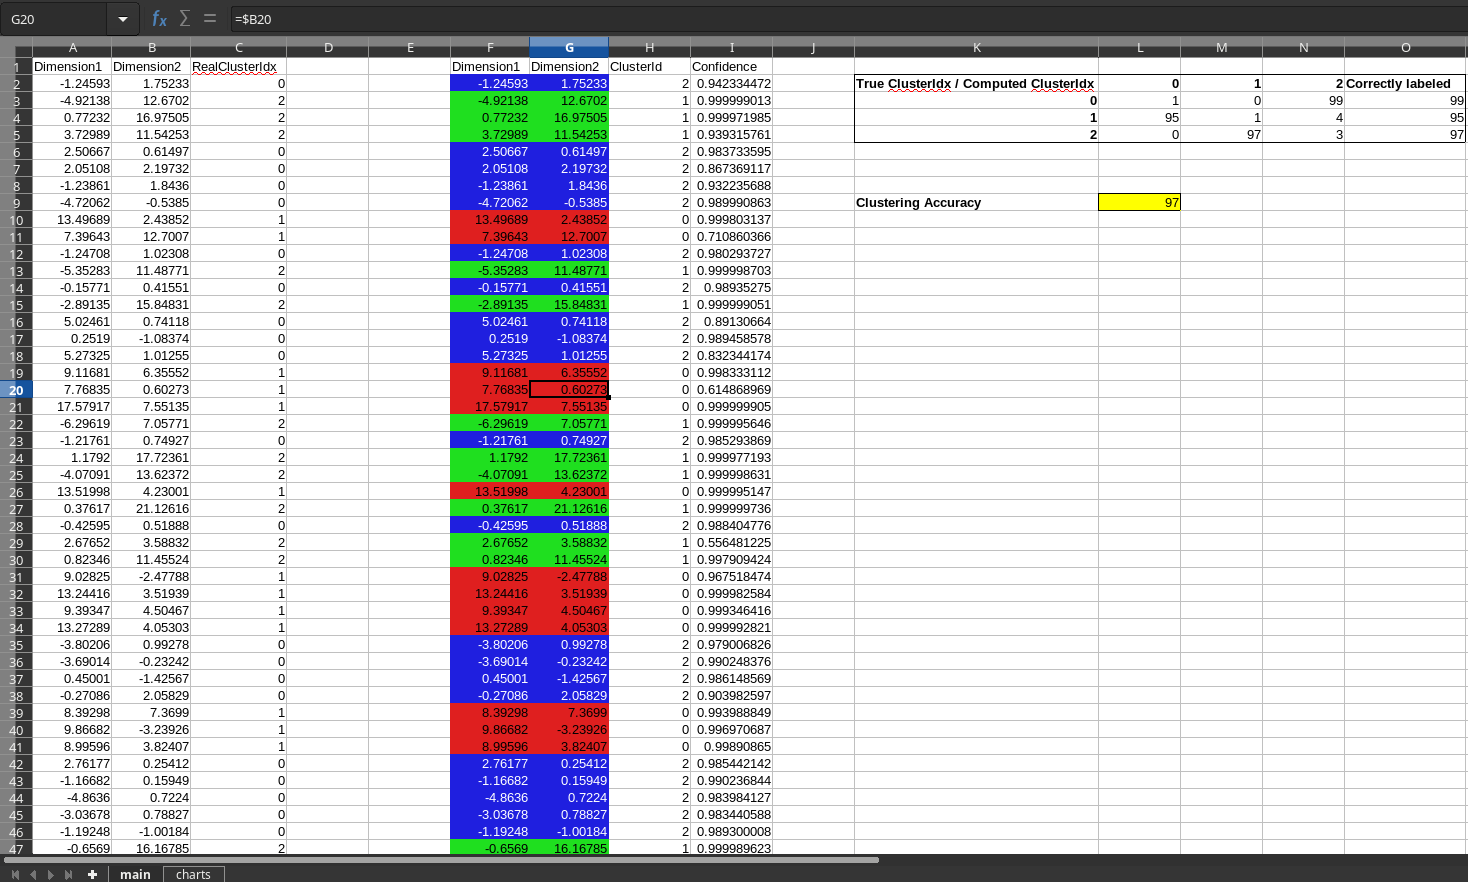 G20 fx Σ = =$B20
A B C D E F G H I J K L M N O
1 Dimension1 Dimension2 RealClusterIdx Dimension1 Dimension2 ClusterId Confidence
2 -1.24593 1.75233 0 -1.24593 1.75233 2 0.942334472 True ClusterIdx / Computed ClusterIdx 0 1 2 Correctly labeled
3 -4.92138 12.6702 2 -4.92138 12.6702 1 0.999999013 0 1 0 99 99
4 0.77232 16.97505 2 0.77232 16.97505 1 0.999971985 1 95 1 4 95
5 3.72989 11.54253 2 3.72989 11.54253 1 0.939315761 2 0 97 3 97
6 2.50667 0.61497 0 2.50667 0.61497 2 0.983733595
7 2.05108 2.19732 0 2.05108 2.19732 2 0.867369117
8 -1.23861 1.8436 0 -1.23861 1.8436 2 0.932235688
9 -4.72062 -0.5385 0 -4.72062 -0.5385 2 0.989990863 Clustering Accuracy 97
10 13.49689 2.43852 1 13.49689 2.43852 0 0.999803137
11 7.39643 12.7007 1 7.39643 12.7007 0 0.710860366
12 -1.24708 1.02308 0 -1.24708 1.02308 2 0.980293727
13 -5.35283 11.48771 2 -5.35283 11.48771 1 0.999998703
14 -0.15771 0.41551 0 -0.15771 0.41551 2 0.98935275
15 -2.89135 15.84831 2 -2.89135 15.84831 1 0.999999051
16 5.02461 0.74118 0 5.02461 0.74118 2 0.89130664
17 0.2519 -1.08374 0 0.2519 -1.08374 2 0.989458578
18 5.27325 1.01255 0 5.27325 1.01255 2 0.832344174
19 9.11681 6.35552 1 9.11681 6.35552 0 0.998333112
20 7.76835 0.60273 1 7.76835 0.60273 0 0.614868969
21 17.57917 7.55135 1 17.57917 7.55135 0 0.999999905
22 -6.29619 7.05771 2 -6.29619 7.05771 1 0.999995646
23 -1.21761 0.74927 0 -1.21761 0.74927 2 0.985293869
24 1.1792 17.72361 2 1.1792 17.72361 1 0.999977193
25 -4.07091 13.62372 2 -4.07091 13.62372 1 0.999998631
26 13.51998 4.23001 1 13.51998 4.23001 0 0.999995147
27 0.37617 21.12616 2 0.37617 21.12616 1 0.999999736
28 -0.42595 0.51888 0 -0.42595 0.51888 2 0.988404776
29 2.67652 3.58832 2 2.67652 3.58832 1 0.556481225
30 0.82346 11.45524 2 0.82346 11.45524 1 0.997909424
31 9.02825 -2.47788 1 9.02825 -2.47788 0 0.967518474
32 13.24416 3.51939 1 13.24416 3.51939 0 0.999982584
33 9.39347 4.50467 1 9.39347 4.50467 0 0.999346416
34 13.27289 4.05303 1 13.27289 4.05303 0 0.999992821
35 -3.80206 0.99278 0 -3.80206 0.99278 2 0.979006826
36 -3.69014 -0.23242 0 -3.69014 -0.23242 2 0.990248376
37 0.45001 -1.42567 0 0.45001 -1.42567 2 0.986148569
38 -0.27086 2.05829 0 -0.27086 2.05829 2 0.903982597
39 8.39298 7.3699 1 8.39298 7.3699 0 0.993988849
40 9.86682 -3.23926 1 9.86682 -3.23926 0 0.996970687
41 8.99596 3.82407 1 8.99596 3.82407 0 0.99890865
42 2.76177 0.25412 0 2.76177 0.25412 2 0.985442142
43 -1.16682 0.15949 0 -1.16682 0.15949 2 0.990236844
44 -4.8636 0.7224 0 -4.8636 0.7224 2 0.983984127
45 -3.03678 0.78827 0 -3.03678 0.78827 2 0.983440588
46 -1.19248 -1.00184 0 -1.19248 -1.00184 2 0.989300008
47 -0.6569 16.16785 2 -0.6569 16.16785 1 0.999989623
main charts